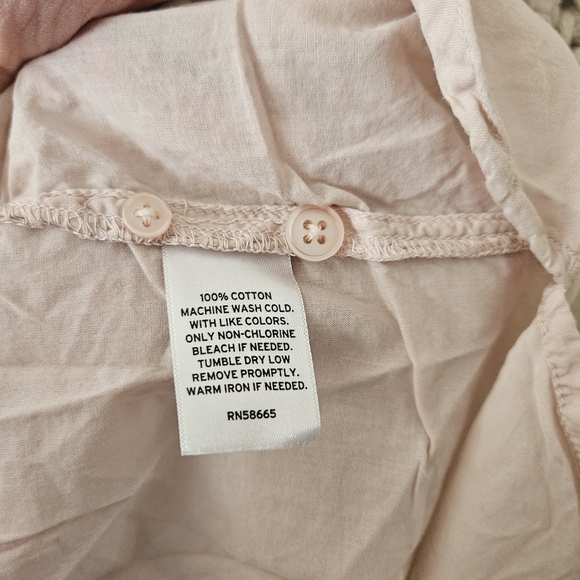 100% COTTON
MACHINE WASH COLD.
WITH LIKE COLORS.
ONLY NON-CHLORINE
BLEACH IF NEEDED.
TUMBLE DRY LOW
REMOVE PROMPTLY.
WARM IRON IF NEEDED.
RN58665